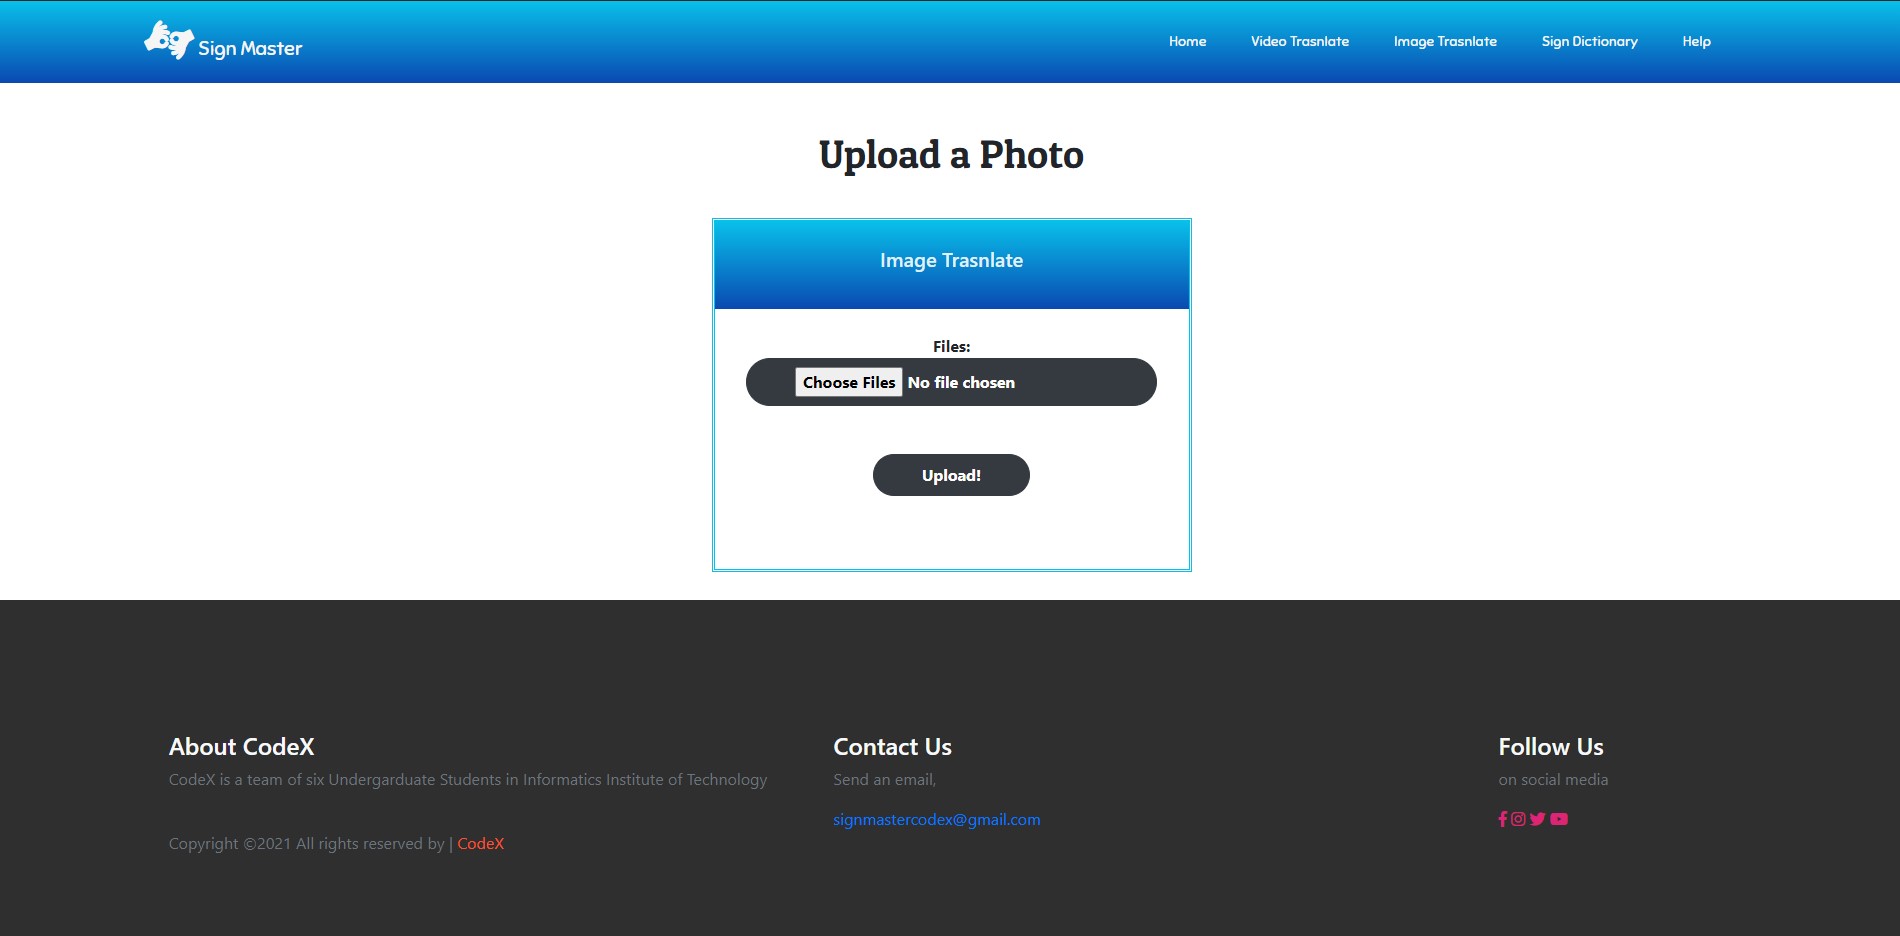 Sign Master
Home
Video Trasnlate
Image Trasnlate
Sign Dictionary
Help
Upload a Photo
Image Trasnlate
Files:
Choose Files No file chosen
Upload!
About CodeX
CodeX is a team of six Undergarduate Students in Informatics Institute of Technology
Copyright ©2021 All rights reserved by | CodeX
Contact Us
Send an email,
signmastercodex@gmail.com
Follow Us
on social media